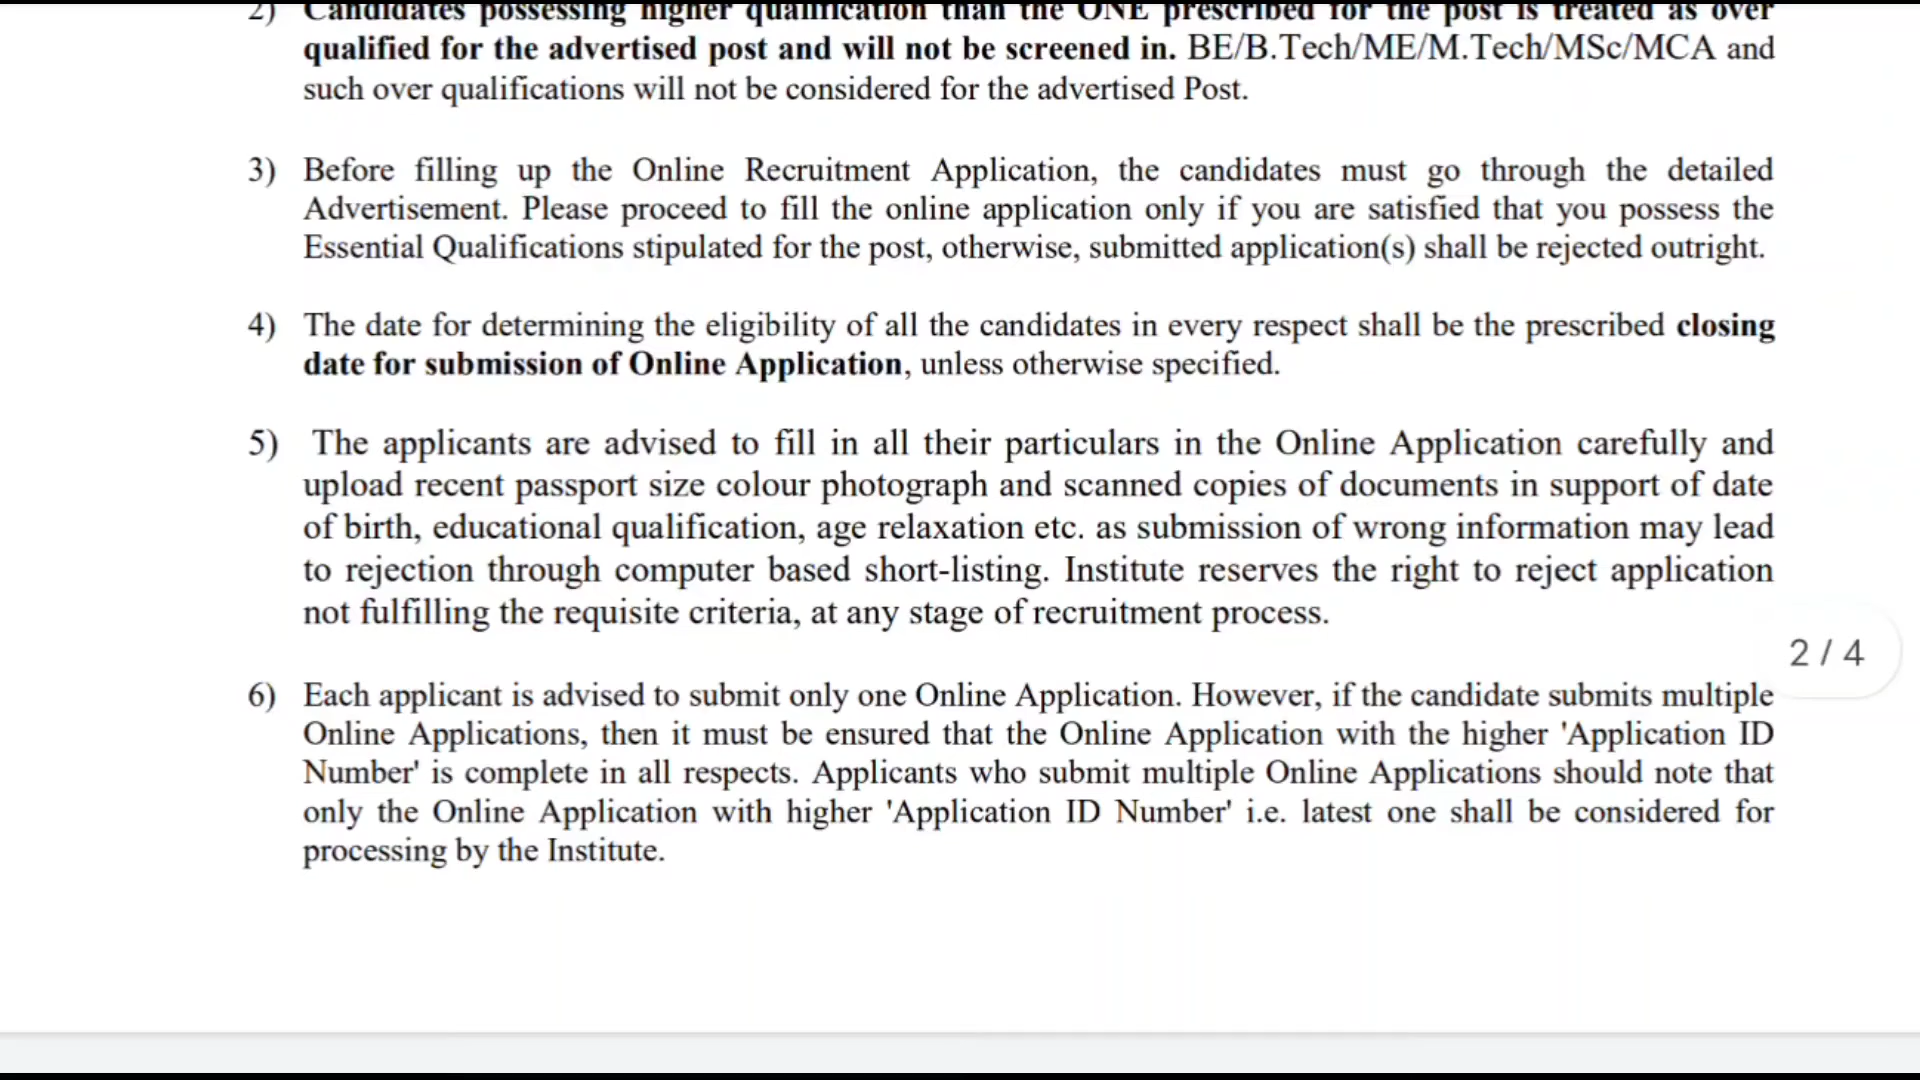 2) Candidates possessing higher qualification than the ONE prescribed for the post is treated as over
qualified for the advertised post and will not be screened in. BE/B.Tech/ME/M.Tech/MSc/MCA and
such over qualifications will not be considered for the advertised Post.
3) Before filling up the Online Recruitment Application, the candidates must go through the detailed
Advertisement. Please proceed to fill the online application only if you are satisfied that you possess the
Essential Qualifications stipulated for the post, otherwise, submitted application(s) shall be rejected outright.
4) The date for determining the eligibility of all the candidates in every respect shall be the prescribed closing
date for submission of Online Application, unless otherwise specified.
5) The applicants are advised to fill in all their particulars in the Online Application carefully and
upload recent passport size colour photograph and scanned copies of documents in support of date
of birth, educational qualification, age relaxation etc. as submission of wrong information may lead
to rejection through computer based short-listing. Institute reserves the right to reject application
not fulfilling the requisite criteria, at any stage of recruitment process.
2 / 4
6) Each applicant is advised to submit only one Online Application. However, if the candidate submits multiple
Online Applications, then it must be ensured that the Online Application with the higher 'Application ID
Number' is complete in all respects. Applicants who submit multiple Online Applications should note that
only the Online Application with higher 'Application ID Number' i.e. latest one shall be considered for
processing by the Institute.